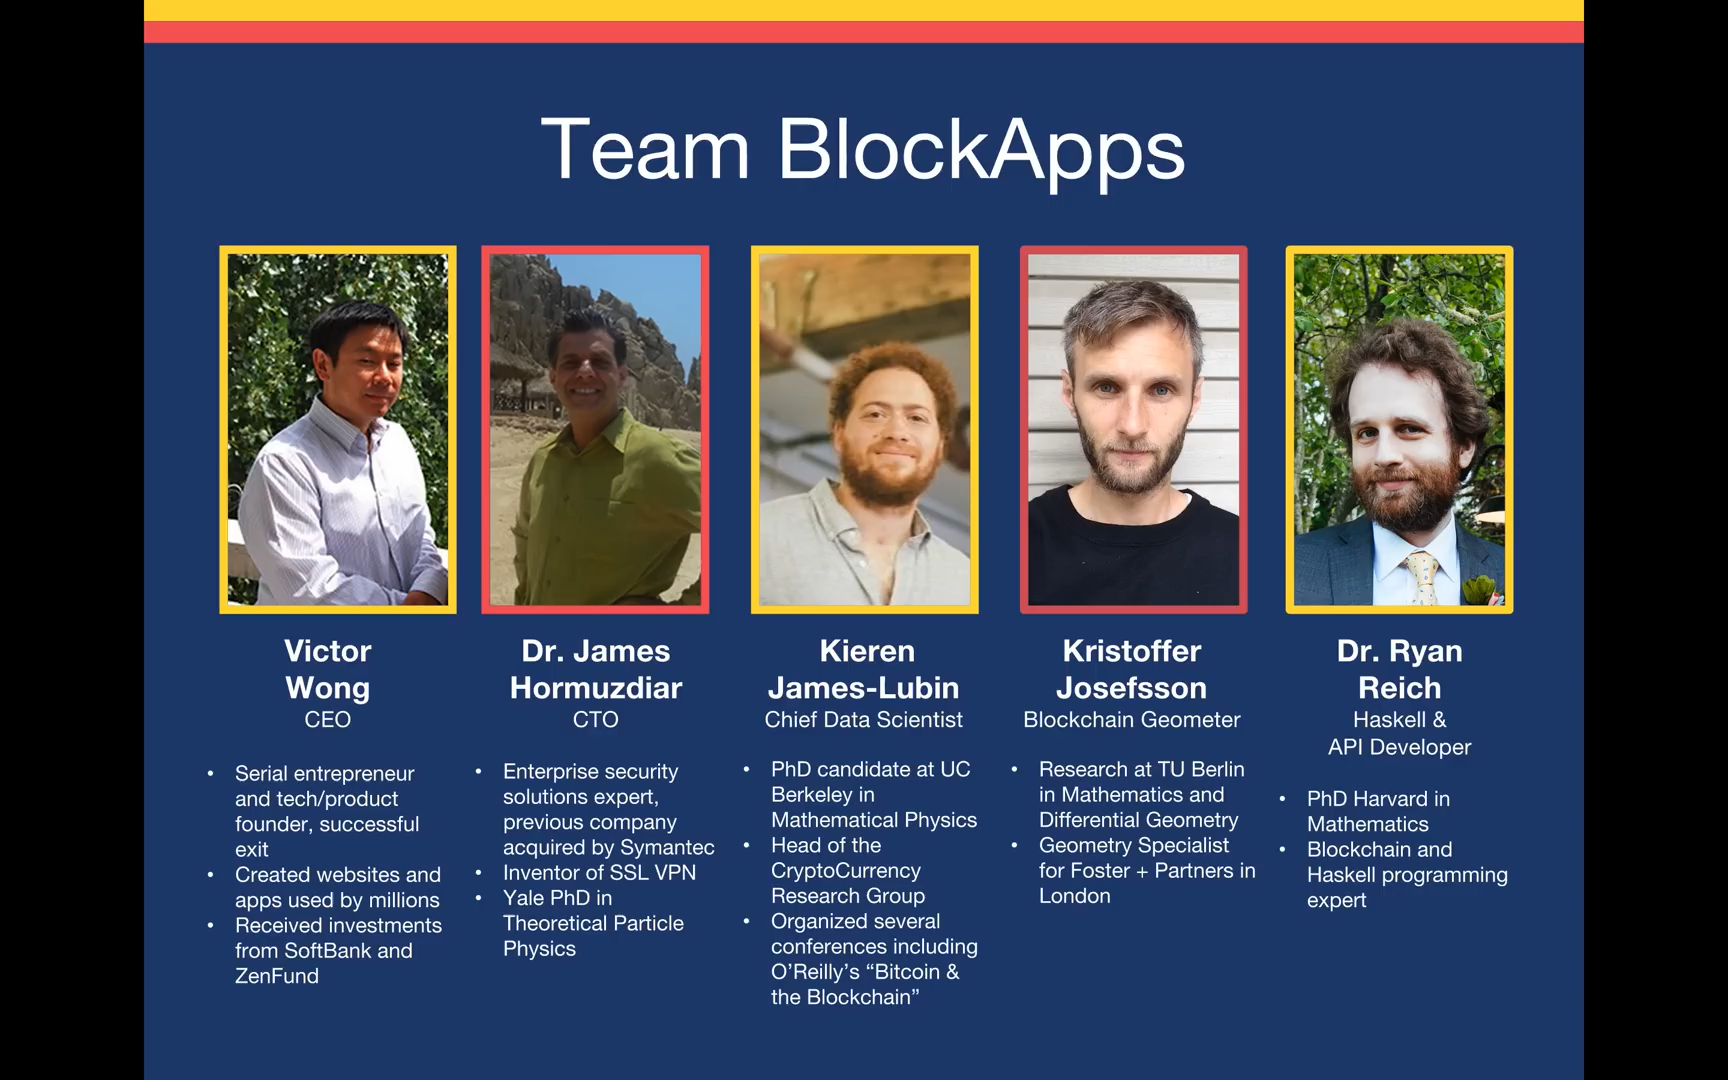 Team BlockApps
Victor
Wong
CEO
• Serial entrepreneur
and tech/product
founder, successful
exit
• Created websites and
apps used by millions
• Received investments
from SoftBank and
ZenFund
Dr. James
Hormuzdiar
CTO
• Enterprise security
solutions expert,
previous company
acquired by Symantec
• Inventor of SSL VPN
• Yale PhD in
Theoretical Particle
Physics
Kieren
James-Lubin
Chief Data Scientist
• PhD candidate at UC
Berkeley in
Mathematical Physics
• Head of the
CryptoCurrency
Research Group
• Organized several
conferences including
O’Reilly’s “Bitcoin &
the Blockchain”
Kristoffer
Josefsson
Blockchain Geometer
• Research at TU Berlin
in Mathematics and
Differential Geometry
• Geometry Specialist
for Foster + Partners in
London
Dr. Ryan
Reich
Haskell &
API Developer
• PhD Harvard in
Mathematics
• Blockchain and
Haskell programming
expert